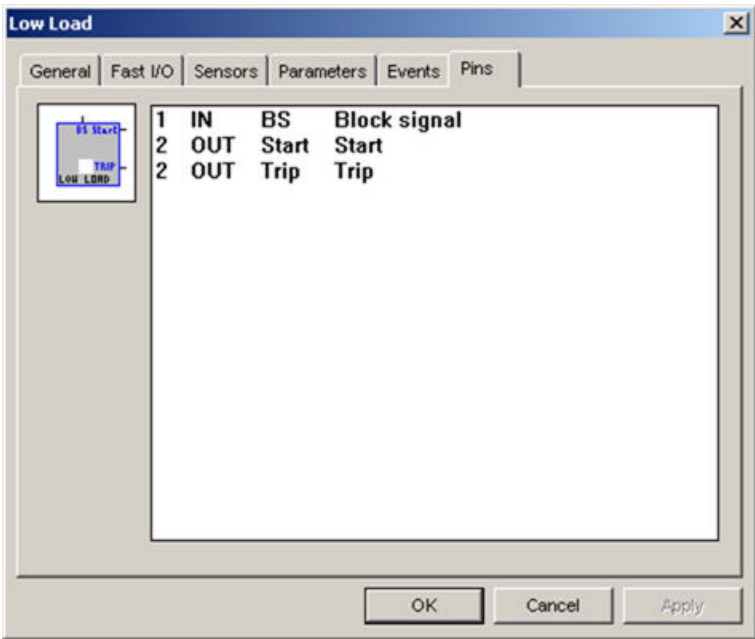 Low Load
General Fast I/O Sensors Parameters Events Pins
BS Start
TRIP
LOW LOAD
1 IN BS Block signal
2 OUT Start Start
2 OUT Trip Trip
OK Cancel Apply